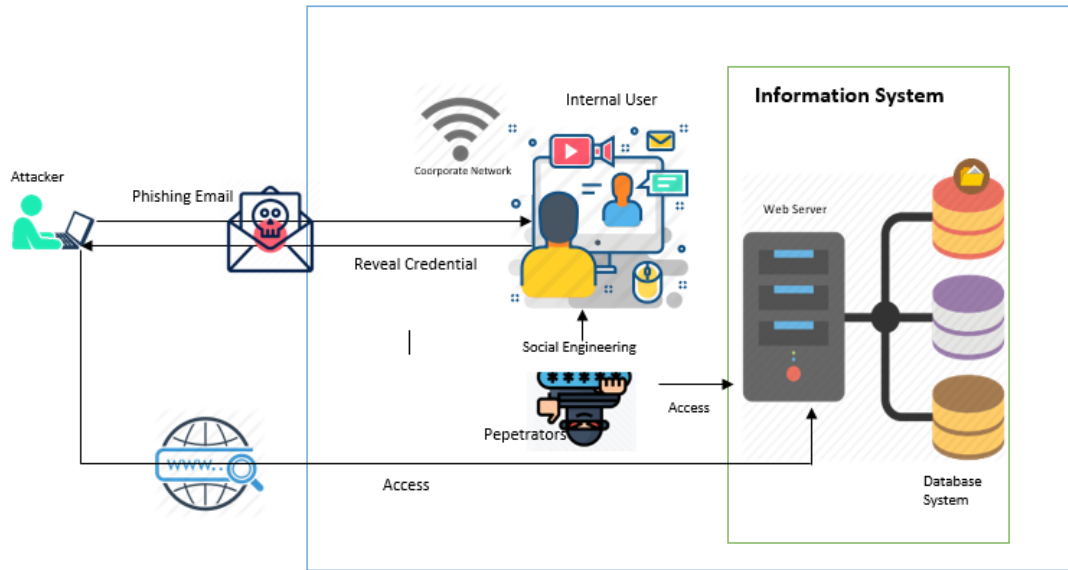 Internal User
Information System
Coorporate Network
Attacker
Phishing Email
Web Server
Reveal Credential
Social Engineering
*****
Access
Pepetrators
WWW..
Access
Database
System